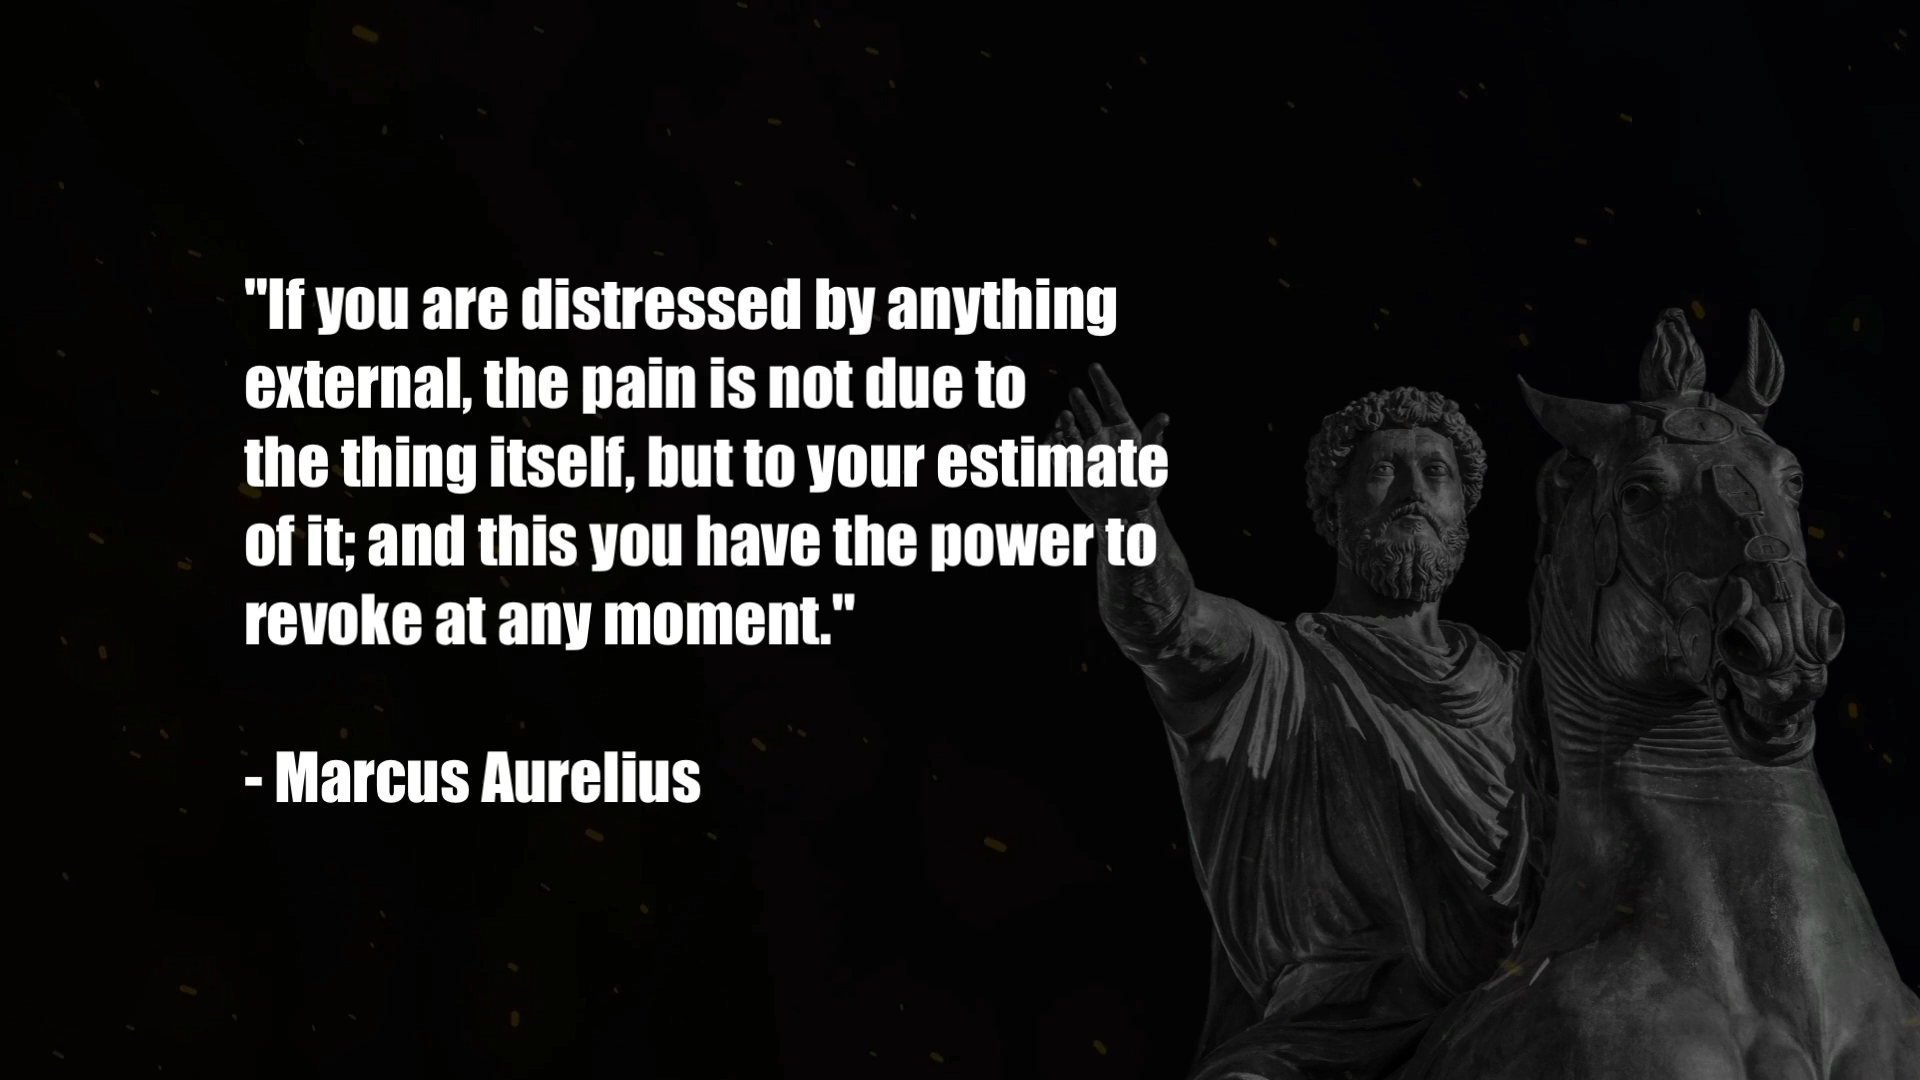 "If you are distressed by anything
external, the pain is not due to
the thing itself, but to your estimate
of it; and this you have the power to
revoke at any moment."
- Marcus Aurelius